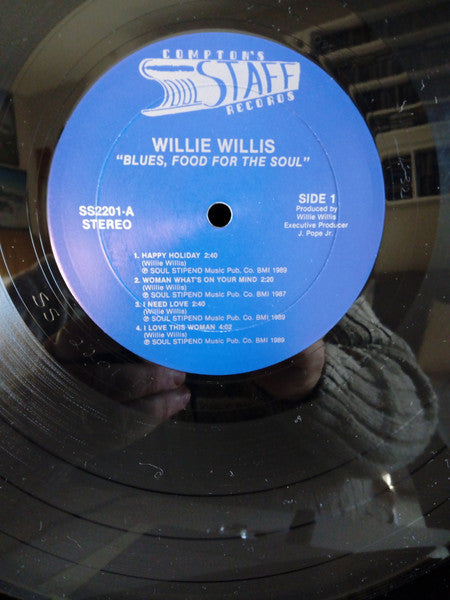 COMPTON'S
STAFF
RECORDS
WILLIE WILLIS
"BLUES, FOOD FOR THE SOUL"
SS2201-A
STEREO
SIDE 1
Produced by
Willie Willis
Executive Producer
J. Pope Jr.
1. HAPPY HOLIDAY 2:40
(Willie Willis)
℗ SOUL STIPEND Music Pub. Co. BMI 1989
2. WOMAN WHAT'S ON YOUR MIND 2:20
(Willie Willis)
℗ SOUL STIPEND Music Pub. Co. BMI 1987
3. I NEED LOVE 2:40
(Willie Willis)
℗ SOUL STIPEND Music Pub. Co. BMI 1989
4. I LOVE THIS WOMAN 4:02
(Willie Willis)
℗ SOUL STIPEND Music Pub. Co. BMI 1989
SS